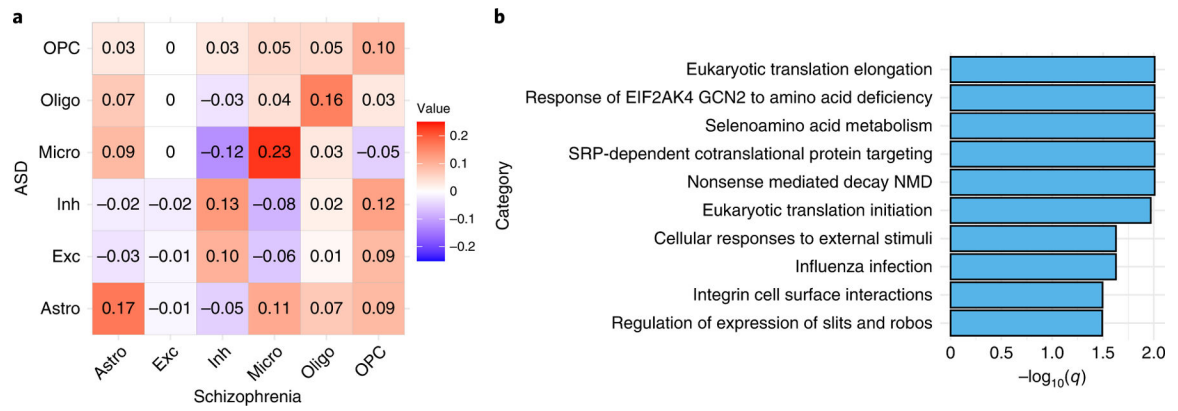 a
ASD
OPC 0.03 0 0.03 0.05 0.05 0.10
Oligo 0.07 0 –0.03 0.04 0.16 0.03
Micro 0.09 0 –0.12 0.23 0.03 –0.05
Inh –0.02 –0.02 0.13 –0.08 0.02 0.12
Exc –0.03 –0.01 0.10 –0.06 0.01 0.09
Astro 0.17 –0.01 –0.05 0.11 0.07 0.09
Astro Exc Inh Micro Oligo OPC
Schizophrenia
Value
0.2
0.1
0
–0.1
–0.2
b
Category
Eukaryotic translation elongation
Response of EIF2AK4 GCN2 to amino acid deficiency
Selenoamino acid metabolism
SRP-dependent cotranslational protein targeting
Nonsense mediated decay NMD
Eukaryotic translation initiation
Cellular responses to external stimuli
Influenza infection
Integrin cell surface interactions
Regulation of expression of slits and robos
0 0.5 1.0 1.5 2.0
–log10(q)